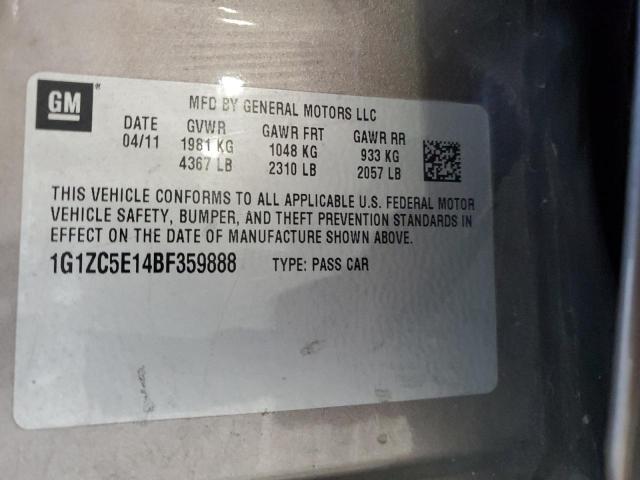 GM ®
MFD BY GENERAL MOTORS LLC
DATE GVWR GAWR FRT GAWR RR
04/11 1981 KG 1048 KG 933 KG
4367 LB 2310 LB 2057 LB
THIS VEHICLE CONFORMS TO ALL APPLICABLE U.S. FEDERAL MOTOR
VEHICLE SAFETY, BUMPER, AND THEFT PREVENTION STANDARDS IN
EFFECT ON THE DATE OF MANUFACTURE SHOWN ABOVE.
1G1ZC5E14BF359888 TYPE: PASS CAR